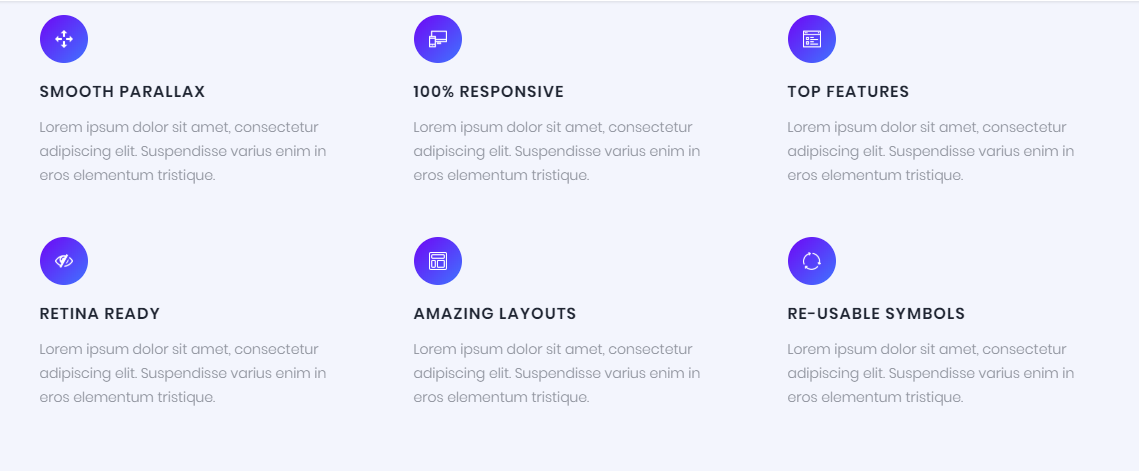 SMOOTH PARALLAX
Lorem ipsum dolor sit amet, consectetur
adipiscing elit. Suspendisse varius enim in
eros elementum tristique.
100% RESPONSIVE
Lorem ipsum dolor sit amet, consectetur
adipiscing elit. Suspendisse varius enim in
eros elementum tristique.
TOP FEATURES
Lorem ipsum dolor sit amet, consectetur
adipiscing elit. Suspendisse varius enim in
eros elementum tristique.
RETINA READY
Lorem ipsum dolor sit amet, consectetur
adipiscing elit. Suspendisse varius enim in
eros elementum tristique.
AMAZING LAYOUTS
Lorem ipsum dolor sit amet, consectetur
adipiscing elit. Suspendisse varius enim in
eros elementum tristique.
RE-USABLE SYMBOLS
Lorem ipsum dolor sit amet, consectetur
adipiscing elit. Suspendisse varius enim in
eros elementum tristique.